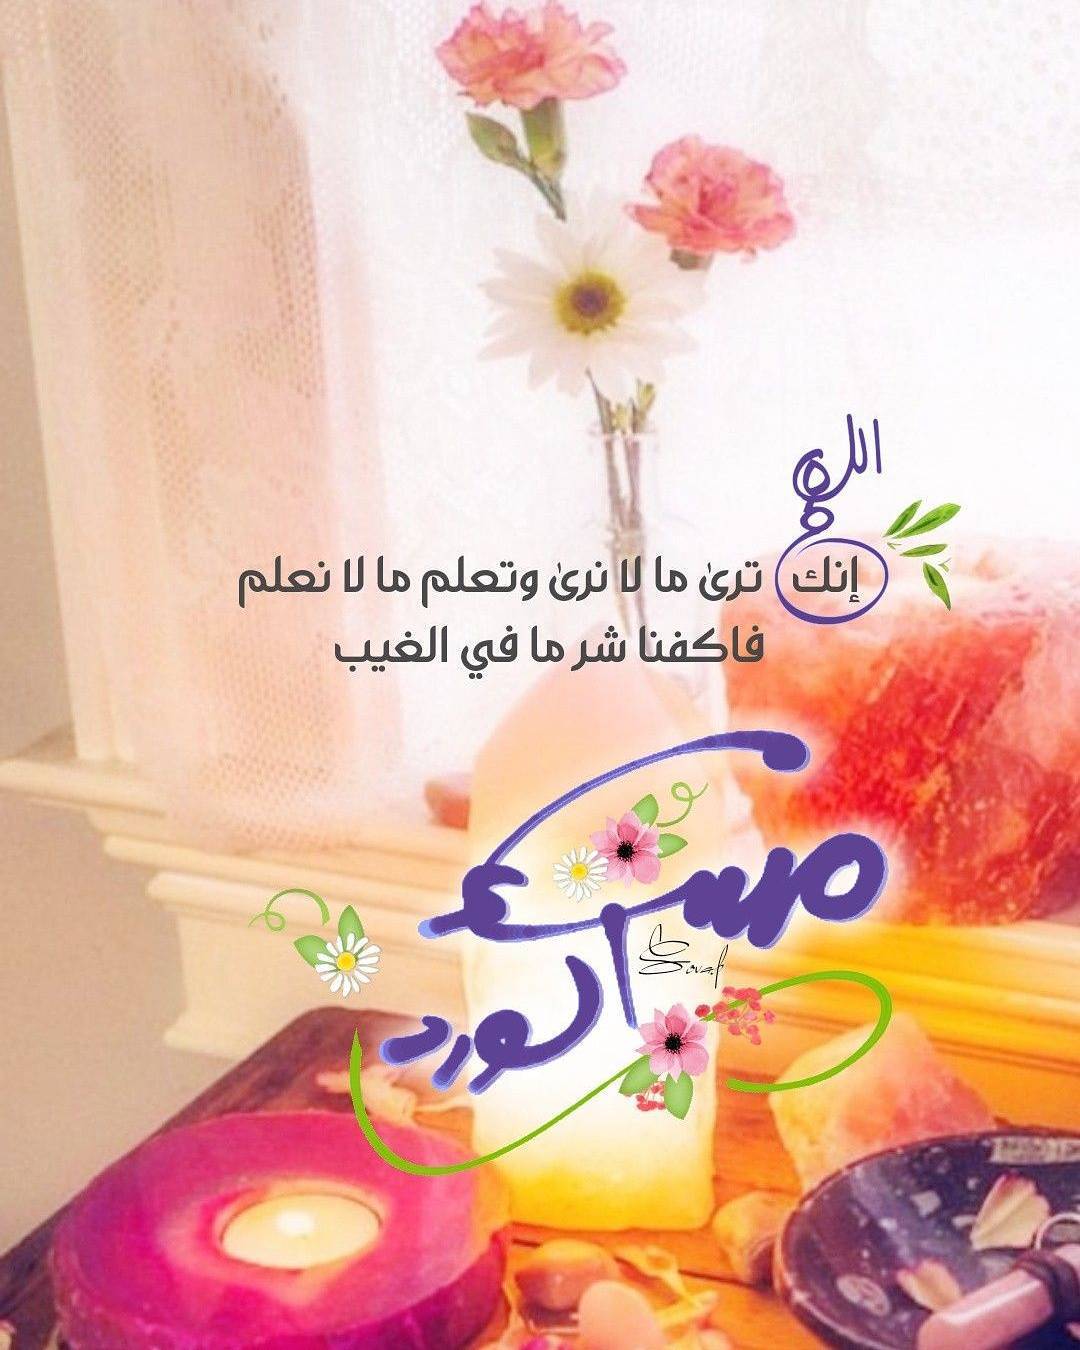 اللهم
إنك ترىٰ ما لا نرىٰ وتعلم ما لا نعلم
فاكفنا شر ما في الغيب
مساء
الورد